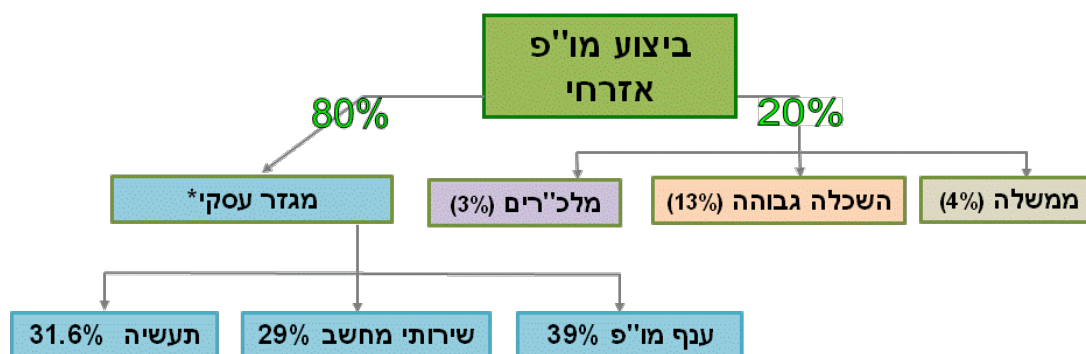 ביצוע מו''פ
אזרחי
20%
80%
ממשלה (4%)
השכלה גבוהה (13%)
מלכ''רים (3%)
מגזר עסקי*
ענף מו''פ 39%
שירותי מחשב 29%
תעשיה 31.6%